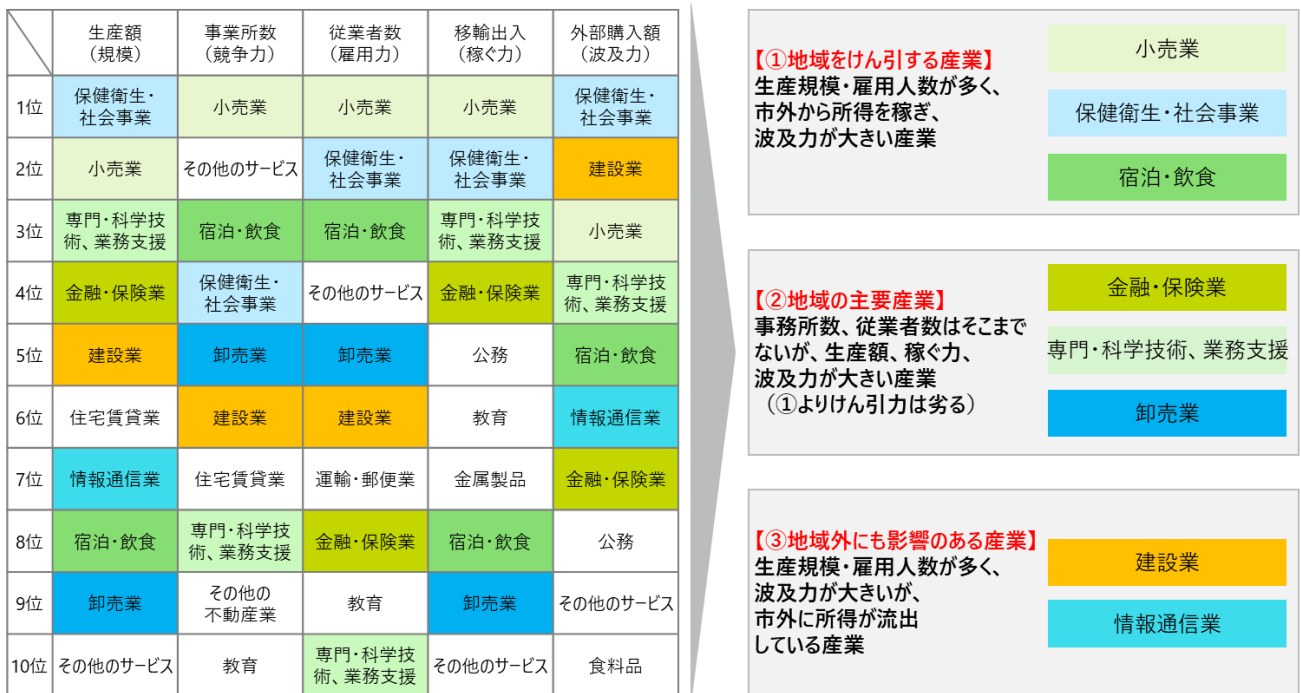 生産額
（規模）
事業所数
（競争力）
従業者数
（雇用力）
移輸出入
（稼ぐ力）
外部購入額
（波及力）
1位
保健衛生・
社会事業
小売業
小売業
小売業
保健衛生・
社会事業
2位
小売業
その他のサービス
保健衛生・
社会事業
保健衛生・
社会事業
建設業
3位
専門・科学技
術、業務支援
宿泊・飲食
宿泊・飲食
専門・科学技
術、業務支援
小売業
4位
金融・保険業
保健衛生・
社会事業
その他のサービス
金融・保険業
専門・科学技
術、業務支援
5位
建設業
卸売業
卸売業
公務
宿泊・飲食
6位
住宅賃貸業
建設業
建設業
教育
情報通信業
7位
情報通信業
住宅賃貸業
運輸・郵便業
金属製品
金融・保険業
8位
宿泊・飲食
専門・科学技
術、業務支援
金融・保険業
宿泊・飲食
公務
9位
卸売業
その他の
不動産業
教育
卸売業
その他のサービス
10位
その他のサービス
教育
専門・科学技
術、業務支援
その他のサービス
食料品
【①地域をけん引する産業】
生産規模・雇用人数が多く、
市外から所得を稼ぎ、
波及力が大きい産業
小売業
保健衛生・社会事業
宿泊・飲食
【②地域の主要産業】
事務所数、従業者数はそこまで
ないが、生産額、稼ぐ力、
波及力が大きい産業
（①よりけん引力は劣る）
金融・保険業
専門・科学技術、業務支援
卸売業
【③地域外にも影響のある産業】
生産規模・雇用人数が多く、
波及力が大きいが、
市外に所得が流出
している産業
建設業
情報通信業